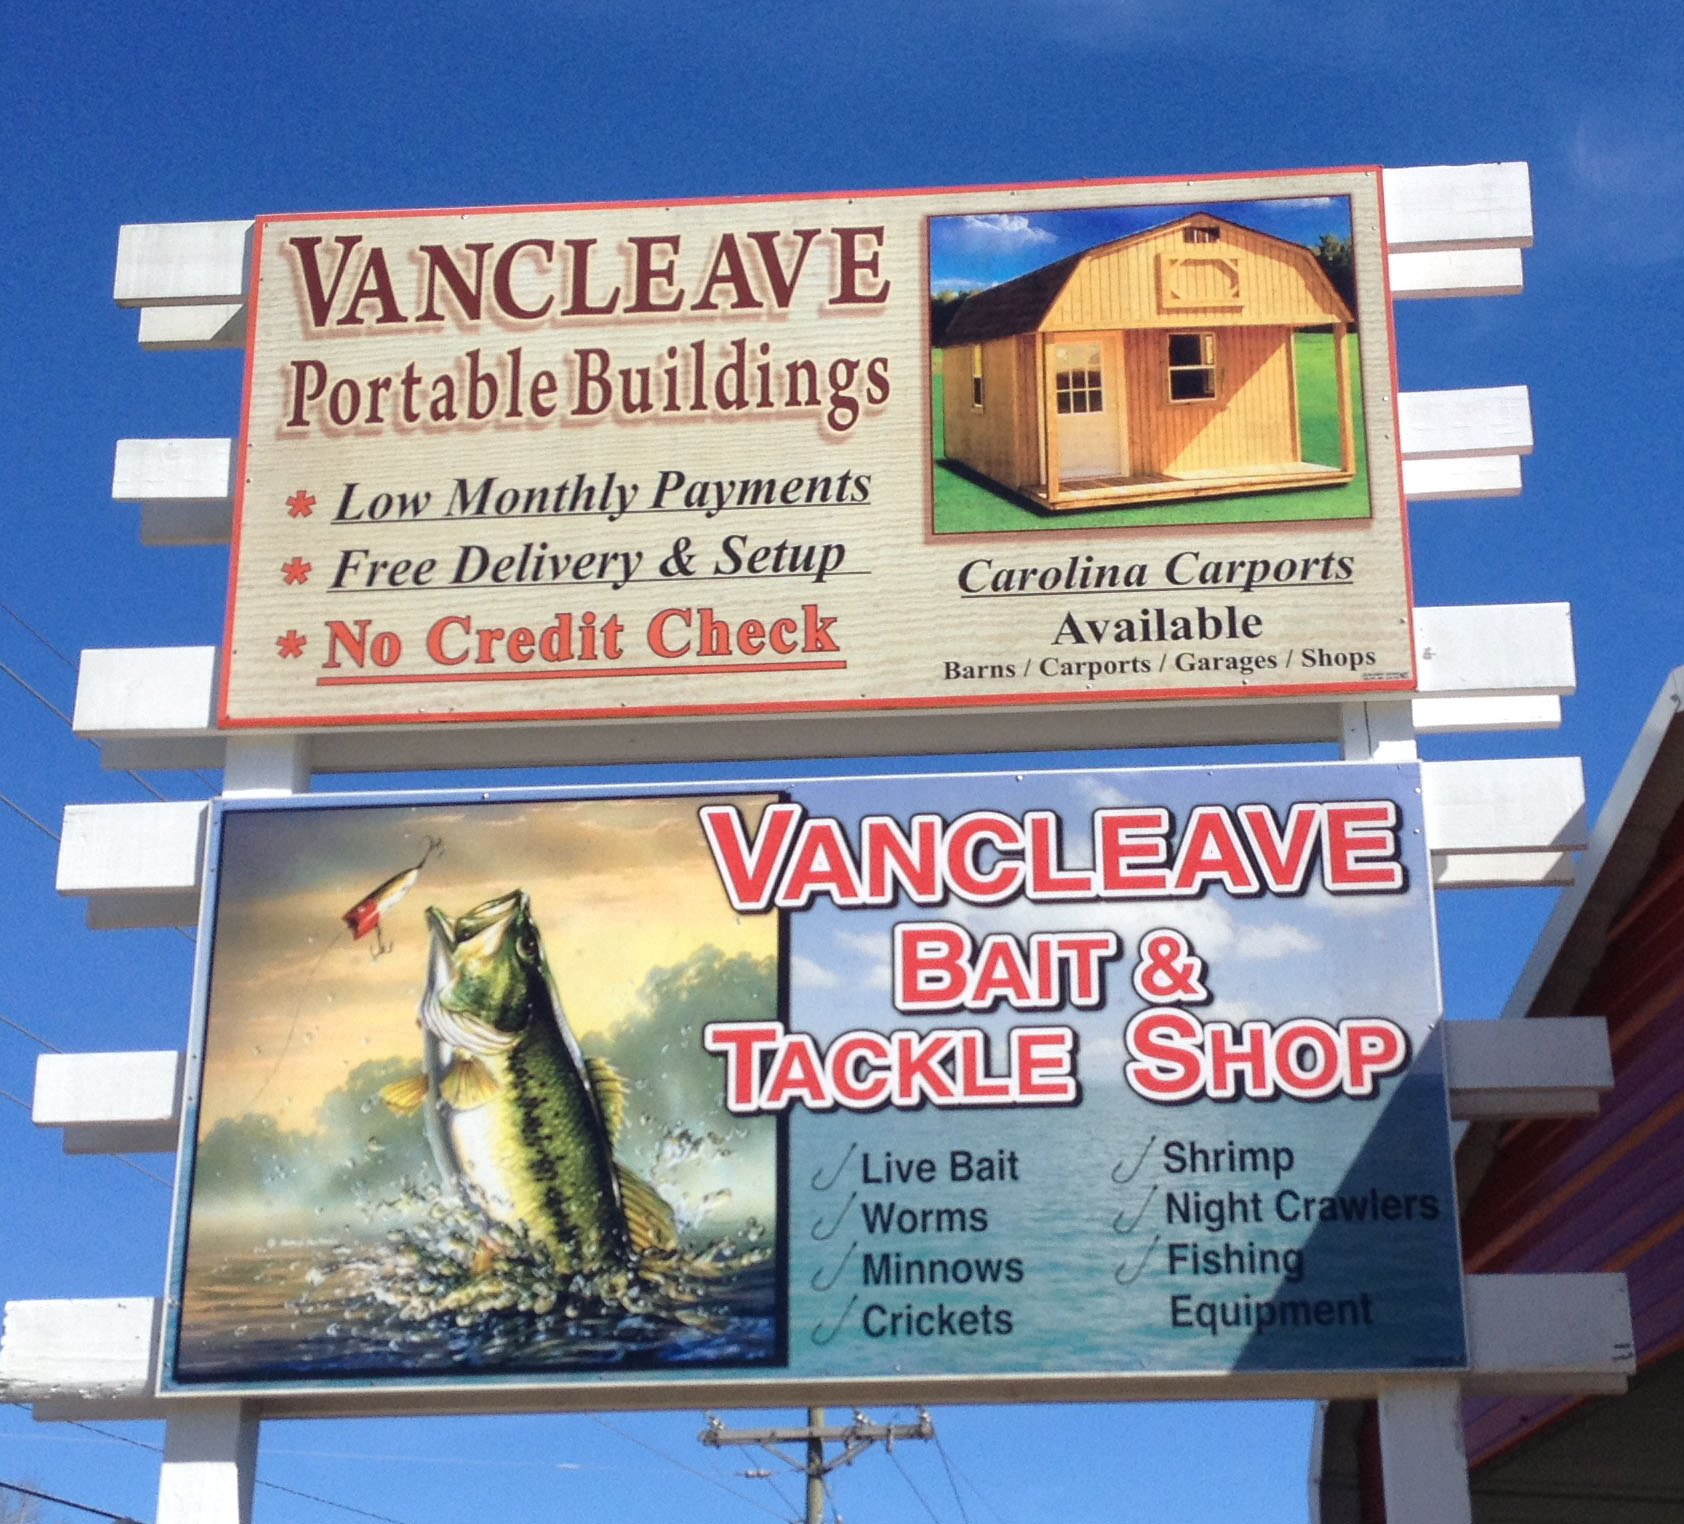 VANCLEAVE
Portable Buildings
* Low Monthly Payments
* Free Delivery & Setup
* No Credit Check
Carolina Carports
Available
Barns / Carports / Garages / Shops
VANCLEAVE
BAIT &
TACKLE SHOP
Live Bait
Worms
Minnows
Crickets
Shrimp
Night Crawlers
Fishing
Equipment